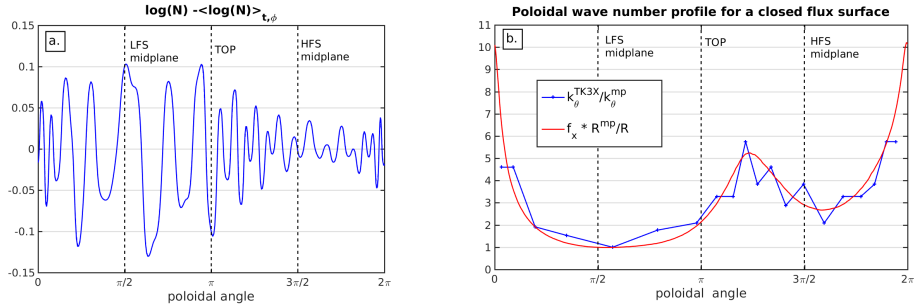 log(N) -<log(N)>t,ϕ
a.
LFS
midplane
TOP
HFS
midplane
0.15
0.1
0.05
0
-0.05
-0.1
-0.15
0
π/2
π
3π/2
2π
poloidal angle
Poloidal wave number profile for a closed flux surface
b.
LFS
midplane
TOP
HFS
midplane
kθTK3X/kθmp
fx * Rmp/R
11
10
9
8
7
6
5
4
3
2
1
0
0
π/2
π
3π/2
2π
poloidal angle